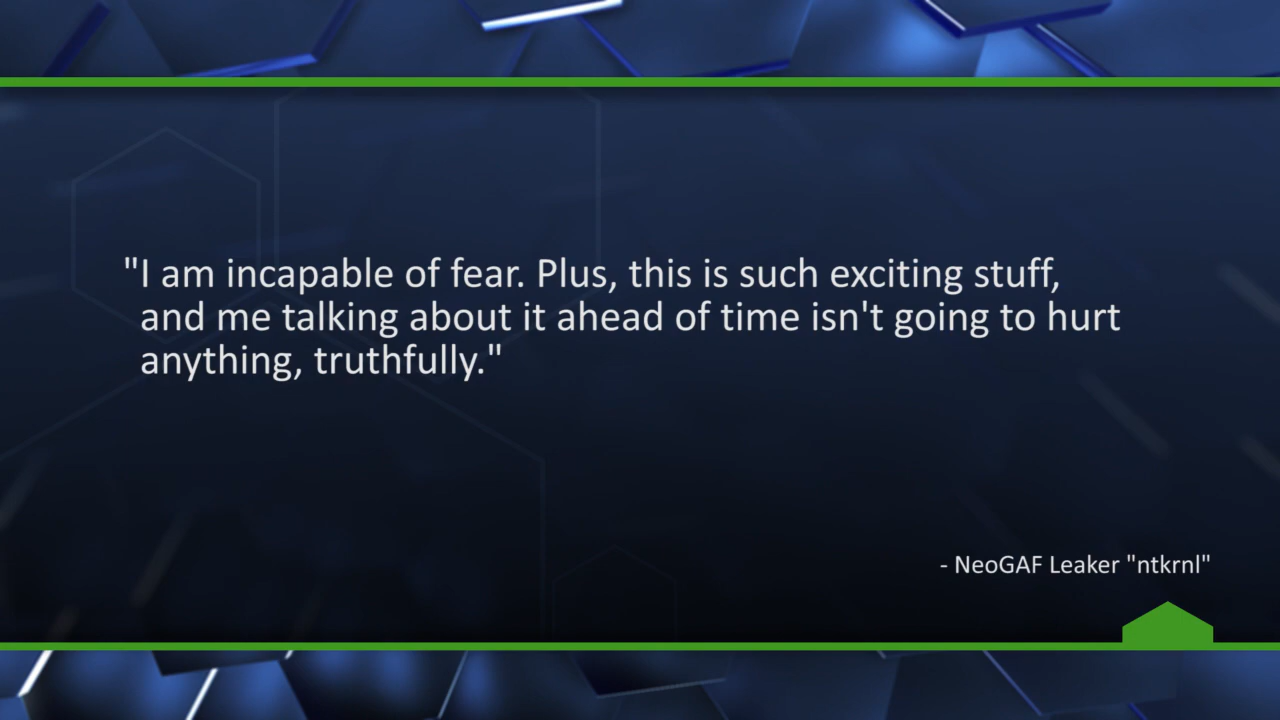 "I am incapable of fear. Plus, this is such exciting stuff,
and me talking about it ahead of time isn't going to hurt
anything, truthfully."
- NeoGAF Leaker "ntkrnl"